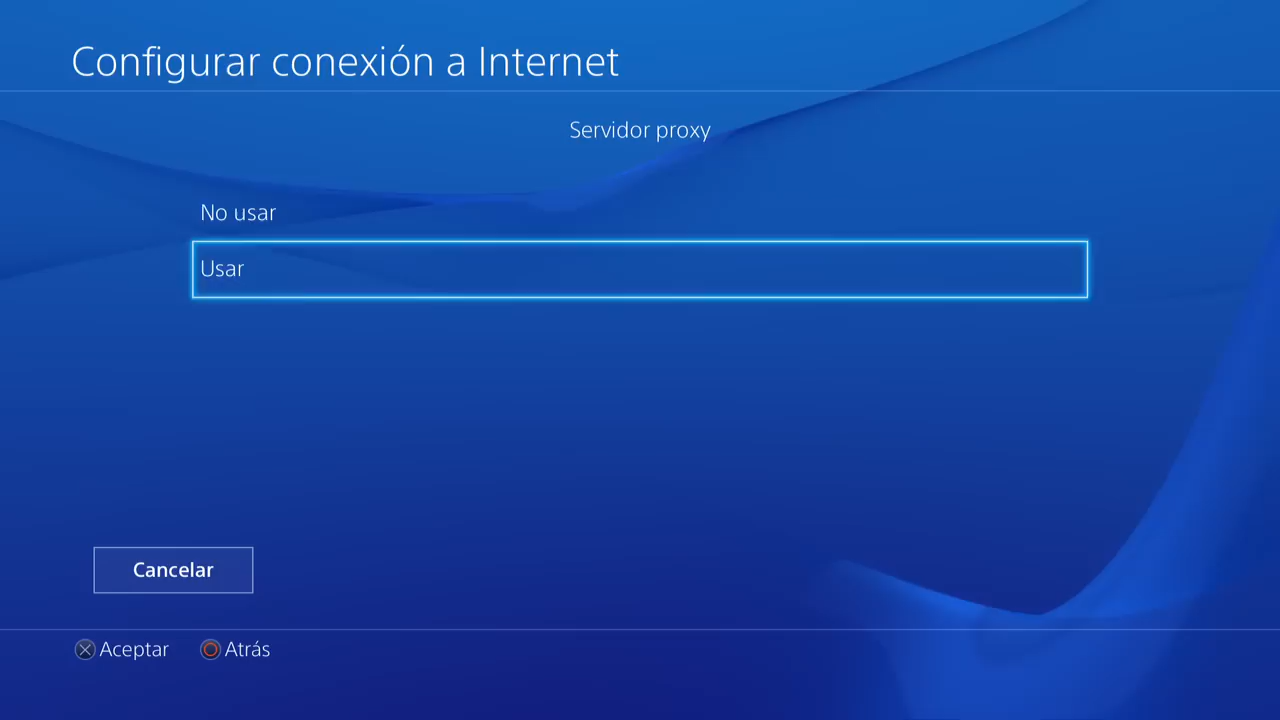 Configurar conexión a Internet
Servidor proxy
No usar
Usar
Cancelar
Aceptar Atrás